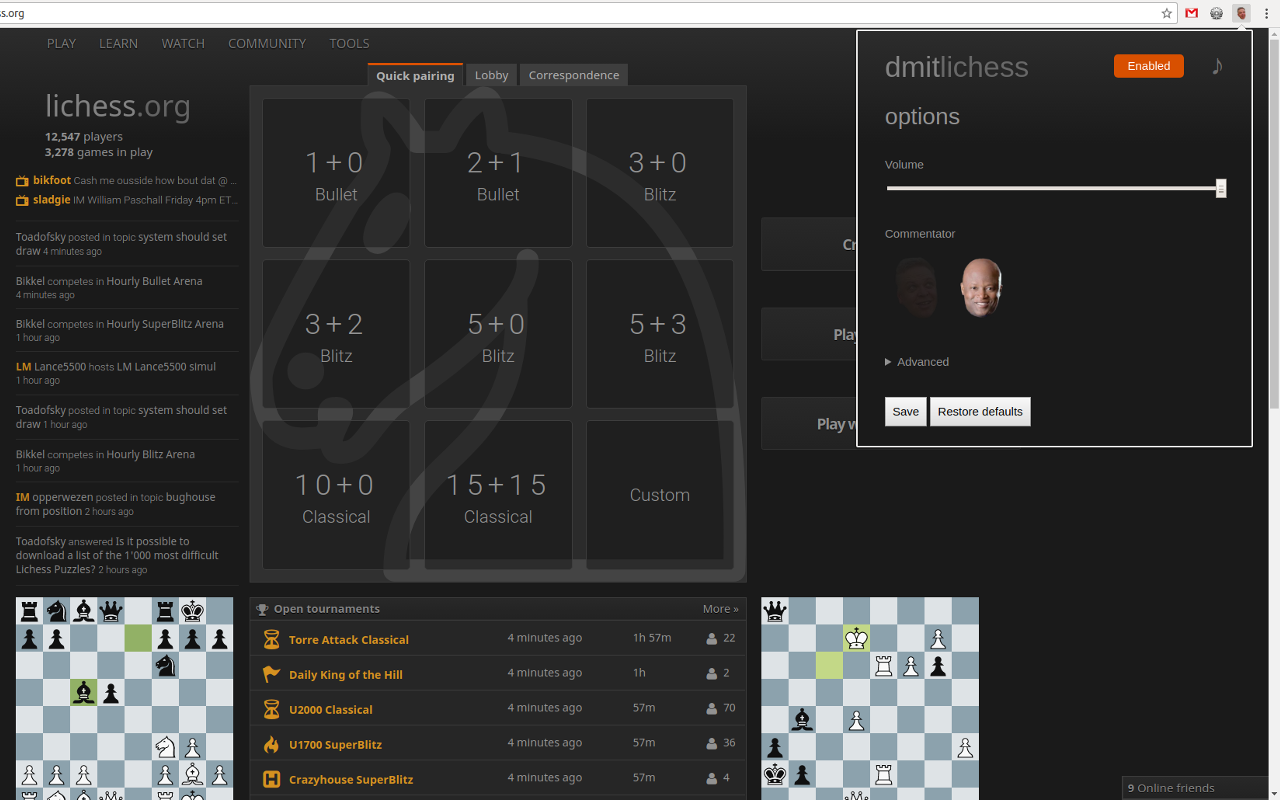 ss.org
PLAY LEARN WATCH COMMUNITY TOOLS
lichess.org
12,547 players
3,278 games in play
bikfoot Cash me ousside how bout dat @ ...
sladgie IM William Paschall Friday 4pm ET...
Toadofsky posted in topic system should set
draw 4 minutes ago
Bikkel competes in Hourly Bullet Arena
4 minutes ago
Bikkel competes in Hourly SuperBlitz Arena
1 hour ago
LM Lance5500 hosts LM Lance5500 simul
1 hour ago
Toadofsky posted in topic system should set
draw 1 hour ago
Bikkel competes in Hourly Blitz Arena
1 hour ago
IM opperwezen posted in topic bughouse
from position 2 hours ago
Toadofsky answered Is it possible to
download a list of the 1'000 most difficult
Lichess Puzzles? 2 hours ago
Quick pairing Lobby Correspondence
1+0 2+1 3+0
Bullet Bullet Blitz
3+2 5+0 5+3
Blitz Blitz Blitz
10+0 15+15 Custom
Classical Classical
Cr
Play
Play w
dmitlichess Enabled
options
Volume
Commentator
Advanced
Save Restore defaults
Open tournaments More »
Torre Attack Classical 4 minutes ago 1h 57m 22
Daily King of the Hill 4 minutes ago 1h 2
U2000 Classical 4 minutes ago 57m 70
U1700 SuperBlitz 4 minutes ago 57m 36
Crazyhouse SuperBlitz 4 minutes ago 57m 4
9 Online friends